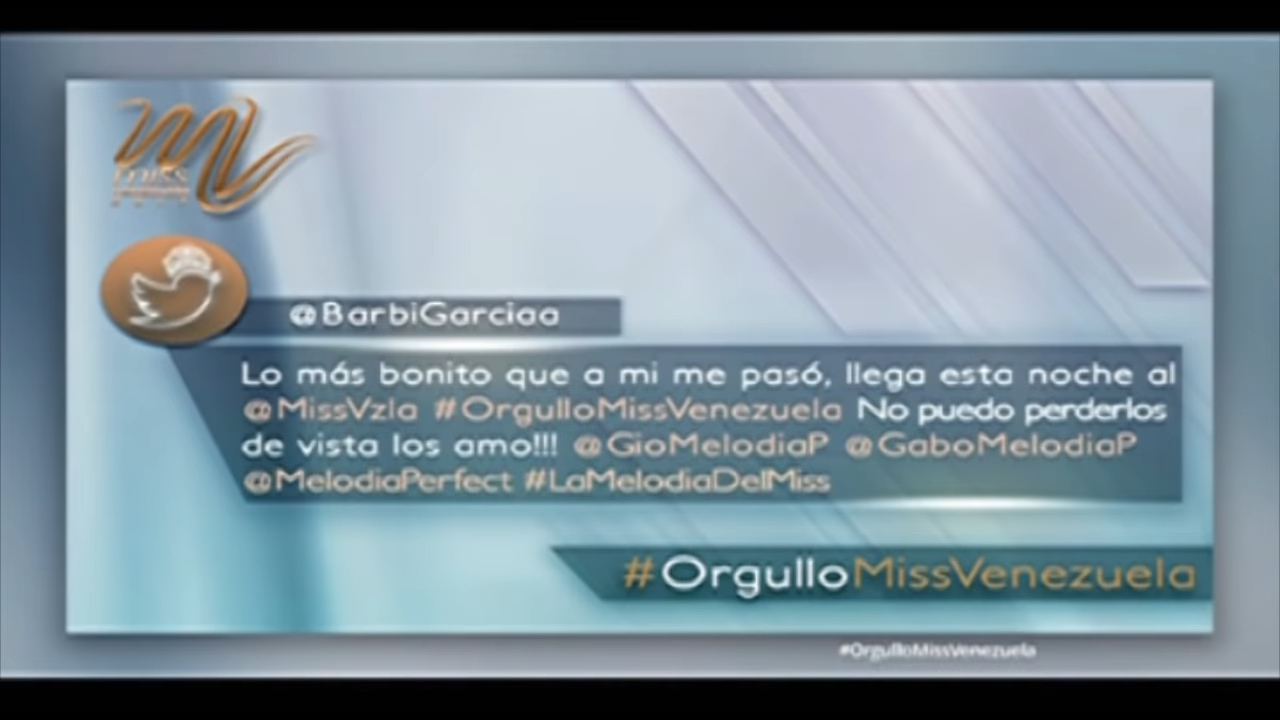 miss
@BarbiGarciaa
Lo más bonito que a mi me pasó, llega esta noche al
@MissVzla #OrgulloMissVenezuela No puedo perderlos
de vista los amo!!! @GioMelodiaP @GaboMelodiaP
@MelodiaPerfect #LaMelodiaDelMiss
#OrgulloMissVenezuela
#OrgulloMissVenezuela